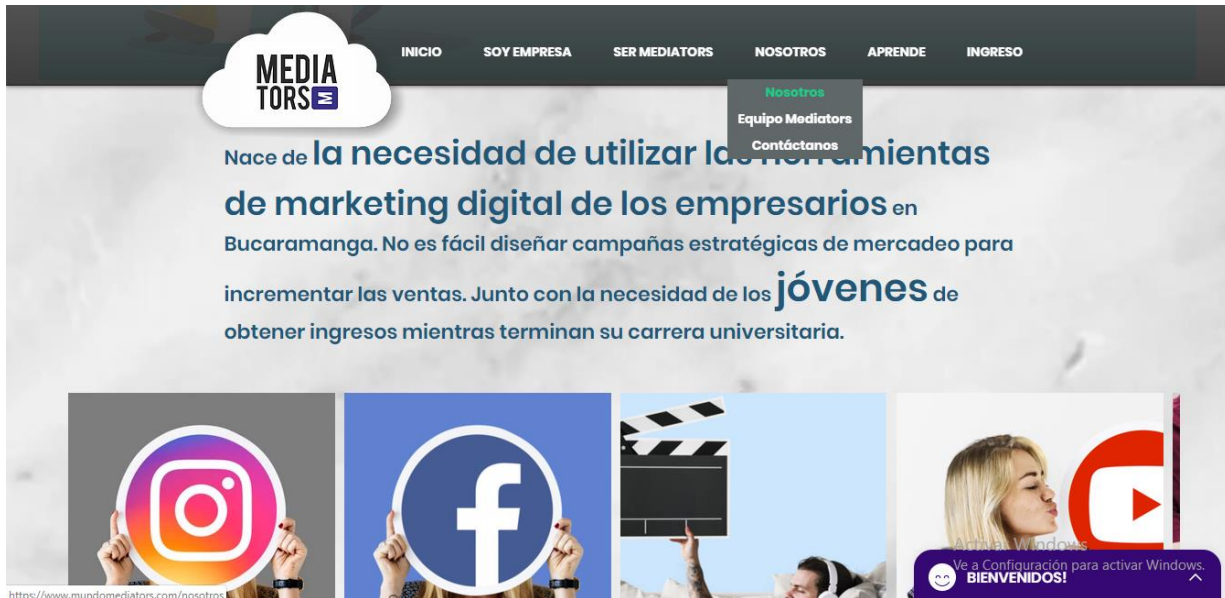 MEDIA
TORS M
INICIO SOY EMPRESA SER MEDIATORS NOSOTROS APRENDE INGRESO
Nosotros
Equipo Mediators
Contáctanos
Nace de la necesidad de utilizar las herramientas
de marketing digital de los empresarios en
Bucaramanga. No es fácil diseñar campañas estratégicas de mercadeo para
incrementar las ventas. Junto con la necesidad de los jóvenes de
obtener ingresos mientras terminan su carrera universitaria.
Activar Windows
Ve a Configuración para activar Windows.
BIENVENIDOS!
https://www.mundomediators.com/nosotros